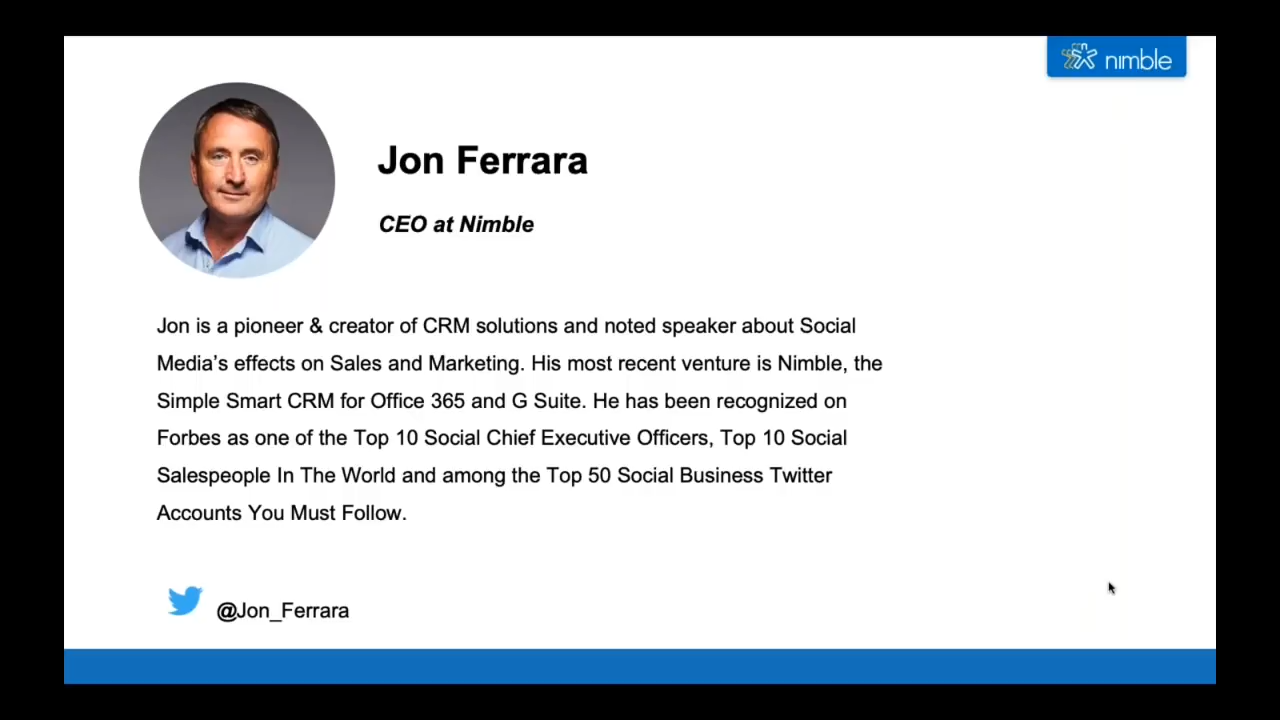 nimble
Jon Ferrara
CEO at Nimble
Jon is a pioneer & creator of CRM solutions and noted speaker about Social
Media’s effects on Sales and Marketing. His most recent venture is Nimble, the
Simple Smart CRM for Office 365 and G Suite. He has been recognized on
Forbes as one of the Top 10 Social Chief Executive Officers, Top 10 Social
Salespeople In The World and among the Top 50 Social Business Twitter
Accounts You Must Follow.
@Jon_Ferrara